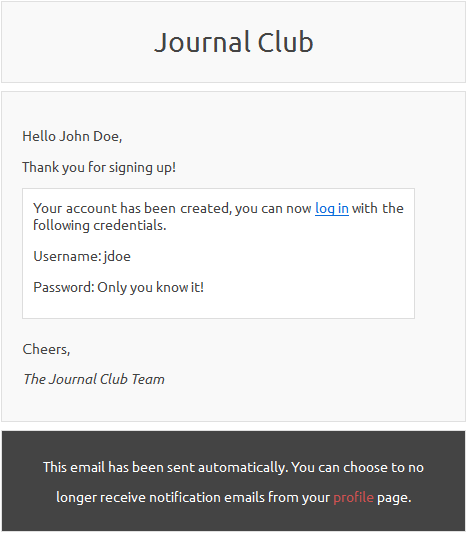 Journal Club
Hello John Doe,
Thank you for signing up!
Your account has been created, you can now log in with the
following credentials.
Username: jdoe
Password: Only you know it!
Cheers,
The Journal Club Team
This email has been sent automatically. You can choose to no
longer receive notification emails from your profile page.